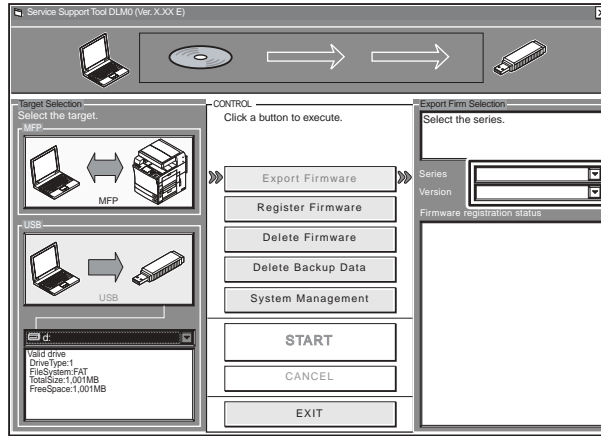 Service Support Tool DLM0 (Ver. X.XX E)
Target Selection
Select the target.
MFP
MFP
USB
USB
d:
Valid drive
DriveType:1
FileSystem:FAT
TotalSize:1,001MB
FreeSpace:1,001MB
CONTROL
Click a button to execute.
Export Firmware
Register Firmware
Delete Firmware
Delete Backup Data
System Management
START
CANCEL
EXIT
Export Firm Selection
Select the series.
Series
Version
Firmware registration status